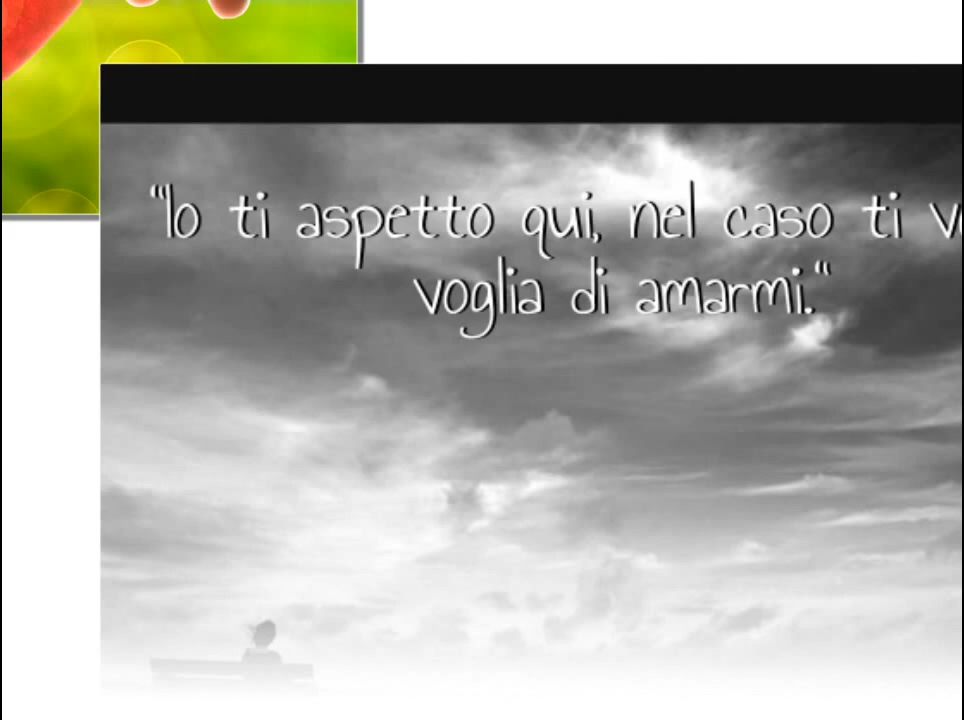 "Io ti aspetto qui, nel caso ti
voglia di amarmi."